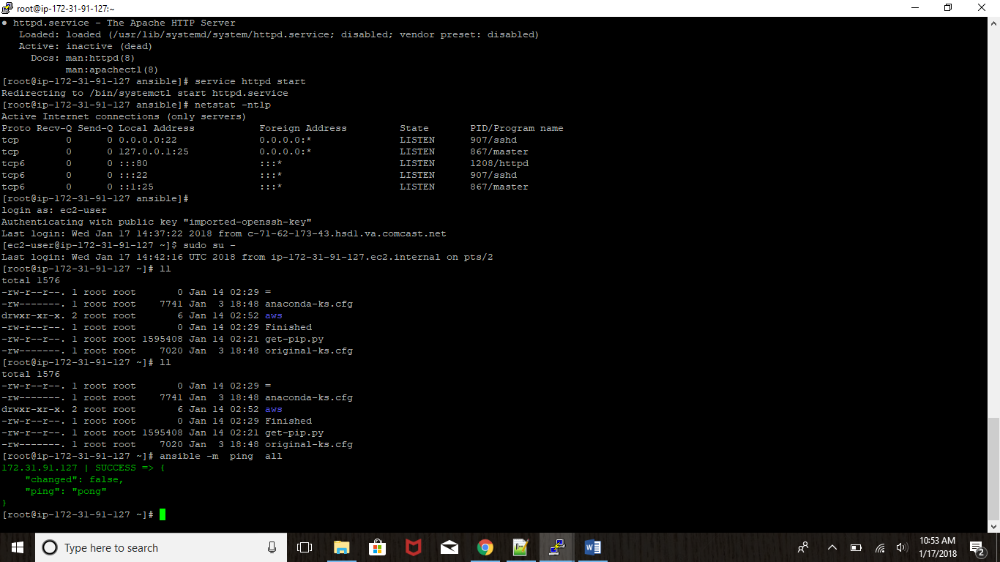 root@ip-172-31-91-127:~
● httpd.service - The Apache HTTP Server
   Loaded: loaded (/usr/lib/systemd/system/httpd.service; disabled; vendor preset: disabled)
   Active: inactive (dead)
     Docs: man:httpd(8)
           man:apachectl(8)
[root@ip-172-31-91-127 ansible]# service httpd start
Redirecting to /bin/systemctl start httpd.service
[root@ip-172-31-91-127 ansible]# netstat -ntlp
Active Internet connections (only servers)
Proto Recv-Q Send-Q Local Address           Foreign Address         State       PID/Program name
tcp        0      0 0.0.0.0:22              0.0.0.0:*               LISTEN      907/sshd
tcp        0      0 127.0.0.1:25            0.0.0.0:*               LISTEN      867/master
tcp6       0      0 :::80                   :::*                    LISTEN      1208/httpd
tcp6       0      0 :::22                   :::*                    LISTEN      907/sshd
tcp6       0      0 ::1:25                  :::*                    LISTEN      867/master
[root@ip-172-31-91-127 ansible]#
login as: ec2-user
Authenticating with public key "imported-openssh-key"
Last login: Wed Jan 17 14:37:22 2018 from c-71-62-173-43.hsd1.va.comcast.net
[ec2-user@ip-172-31-91-127 ~]$ sudo su -
Last login: Wed Jan 17 14:42:16 UTC 2018 from ip-172-31-91-127.ec2.internal on pts/2
[root@ip-172-31-91-127 ~]# ll
total 1576
-rw-r--r--. 1 root root       0 Jan 14 02:29 =
-rw-------. 1 root root    7741 Jan  3 18:48 anaconda-ks.cfg
drwxr-xr-x. 2 root root       6 Jan 14 02:52 aws
-rw-r--r--. 1 root root       0 Jan 14 02:29 Finished
-rw-r--r--. 1 root root 1595408 Jan 14 02:21 get-pip.py
-rw-------. 1 root root    7020 Jan  3 18:48 original-ks.cfg
[root@ip-172-31-91-127 ~]# ll
total 1576
-rw-r--r--. 1 root root       0 Jan 14 02:29 =
-rw-------. 1 root root    7741 Jan  3 18:48 anaconda-ks.cfg
drwxr-xr-x. 2 root root       6 Jan 14 02:52 aws
-rw-r--r--. 1 root root       0 Jan 14 02:29 Finished
-rw-r--r--. 1 root root 1595408 Jan 14 02:21 get-pip.py
-rw-------. 1 root root    7020 Jan  3 18:48 original-ks.cfg
[root@ip-172-31-91-127 ~]# ansible -m  ping  all
172.31.91.127 | SUCCESS => {
    "changed": false,
    "ping": "pong"
}
[root@ip-172-31-91-127 ~]#
Type here to search
10:53 AM
1/17/2018
2